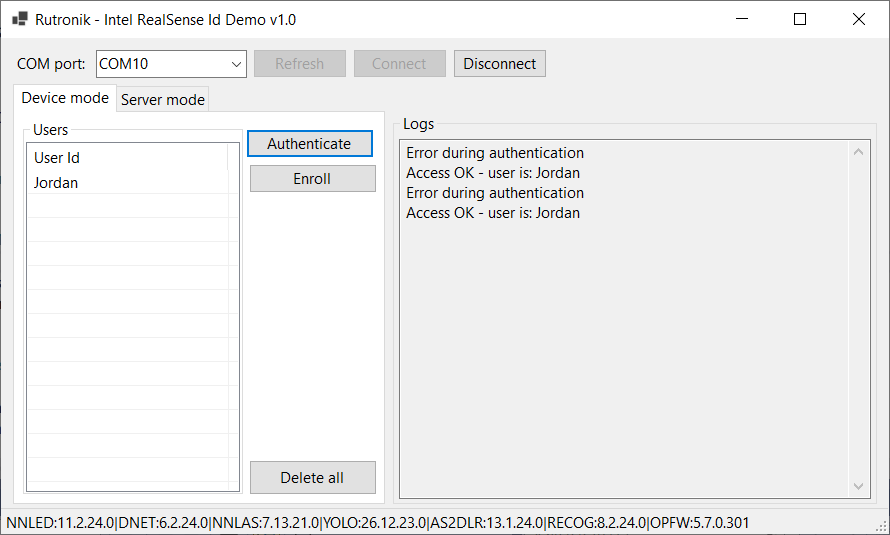 Rutronik - Intel RealSense Id Demo v1.0
COM port: COM10 Refresh Connect Disconnect
Device mode Server mode
Users
User Id
Jordan
Authenticate
Enroll
Delete all
Logs
Error during authentication
Access OK - user is: Jordan
Error during authentication
Access OK - user is: Jordan
NNLED:11.2.24.0|DNET:6.2.24.0|NNLAS:7.13.21.0|YOLO:26.12.23.0|AS2DLR:13.1.24.0|RECOG:8.2.24.0|OPFW:5.7.0.301